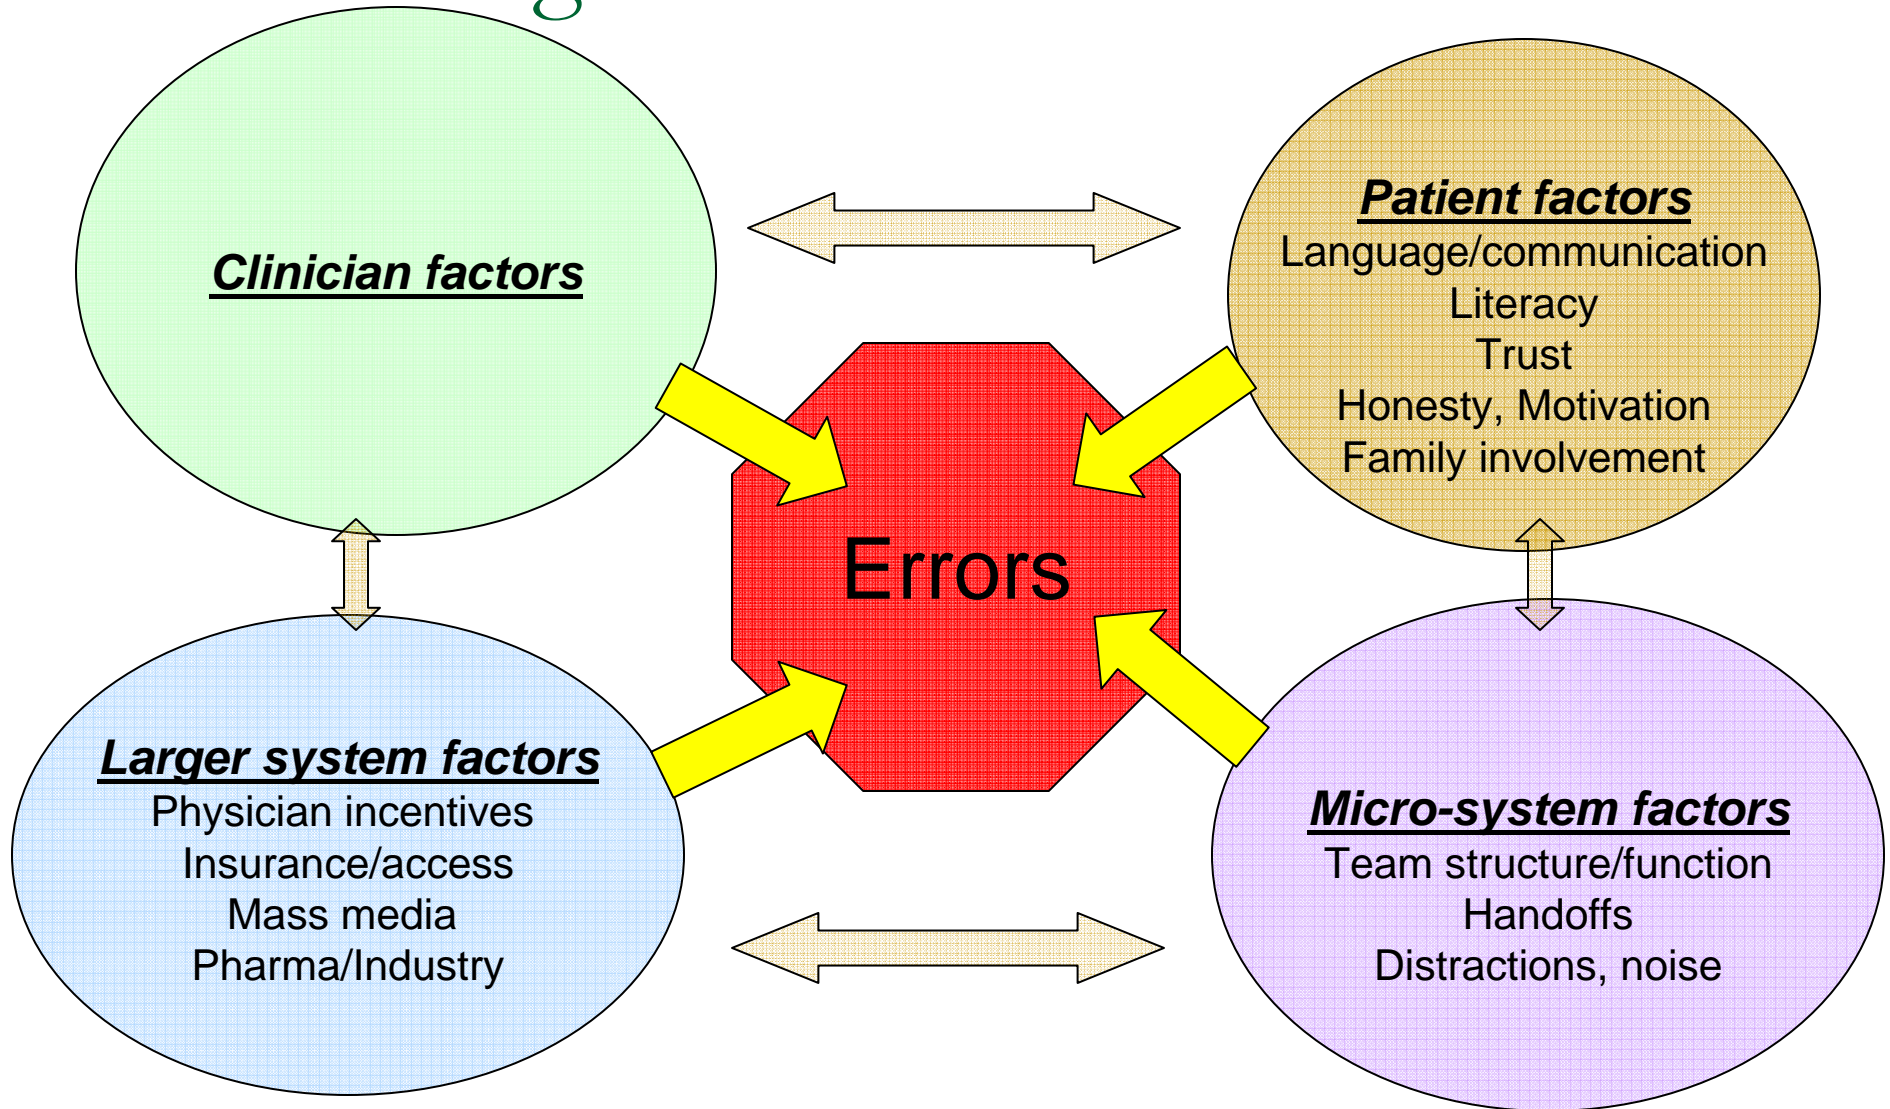 Clinician factors
Patient factors
Language/communication
Literacy
Trust
Honesty, Motivation
Family involvement
Errors
Larger system factors
Physician incentives
Insurance/access
Mass media
Pharma/Industry
Micro-system factors
Team structure/function
Handoffs
Distractions, noise